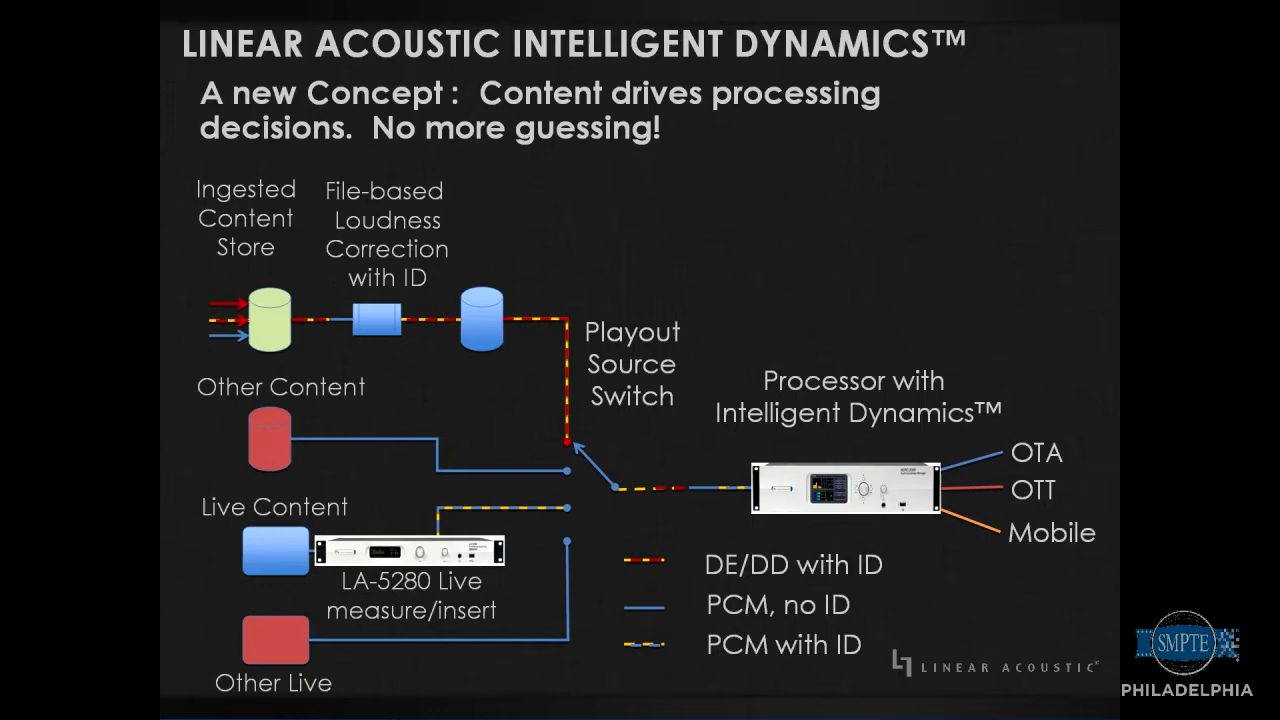 LINEAR ACOUSTIC INTELLIGENT DYNAMICS™
A new Concept : Content drives processing
decisions. No more guessing!
Ingested
Content
Store
File-based
Loudness
Correction
with ID
Playout
Source
Switch
Other Content
Processor with
Intelligent Dynamics™
OTA
OTT
Mobile
Live Content
LA-5280 Live
measure/insert
Other Live
DE/DD with ID
PCM, no ID
PCM with ID
LINEAR ACOUSTIC
SMPTE
PHILADELPHIA